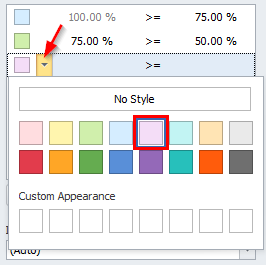 100.00 % >= 75.00 %
75.00 % >= 50.00 %
>=
No Style
Custom Appearance
(Auto)